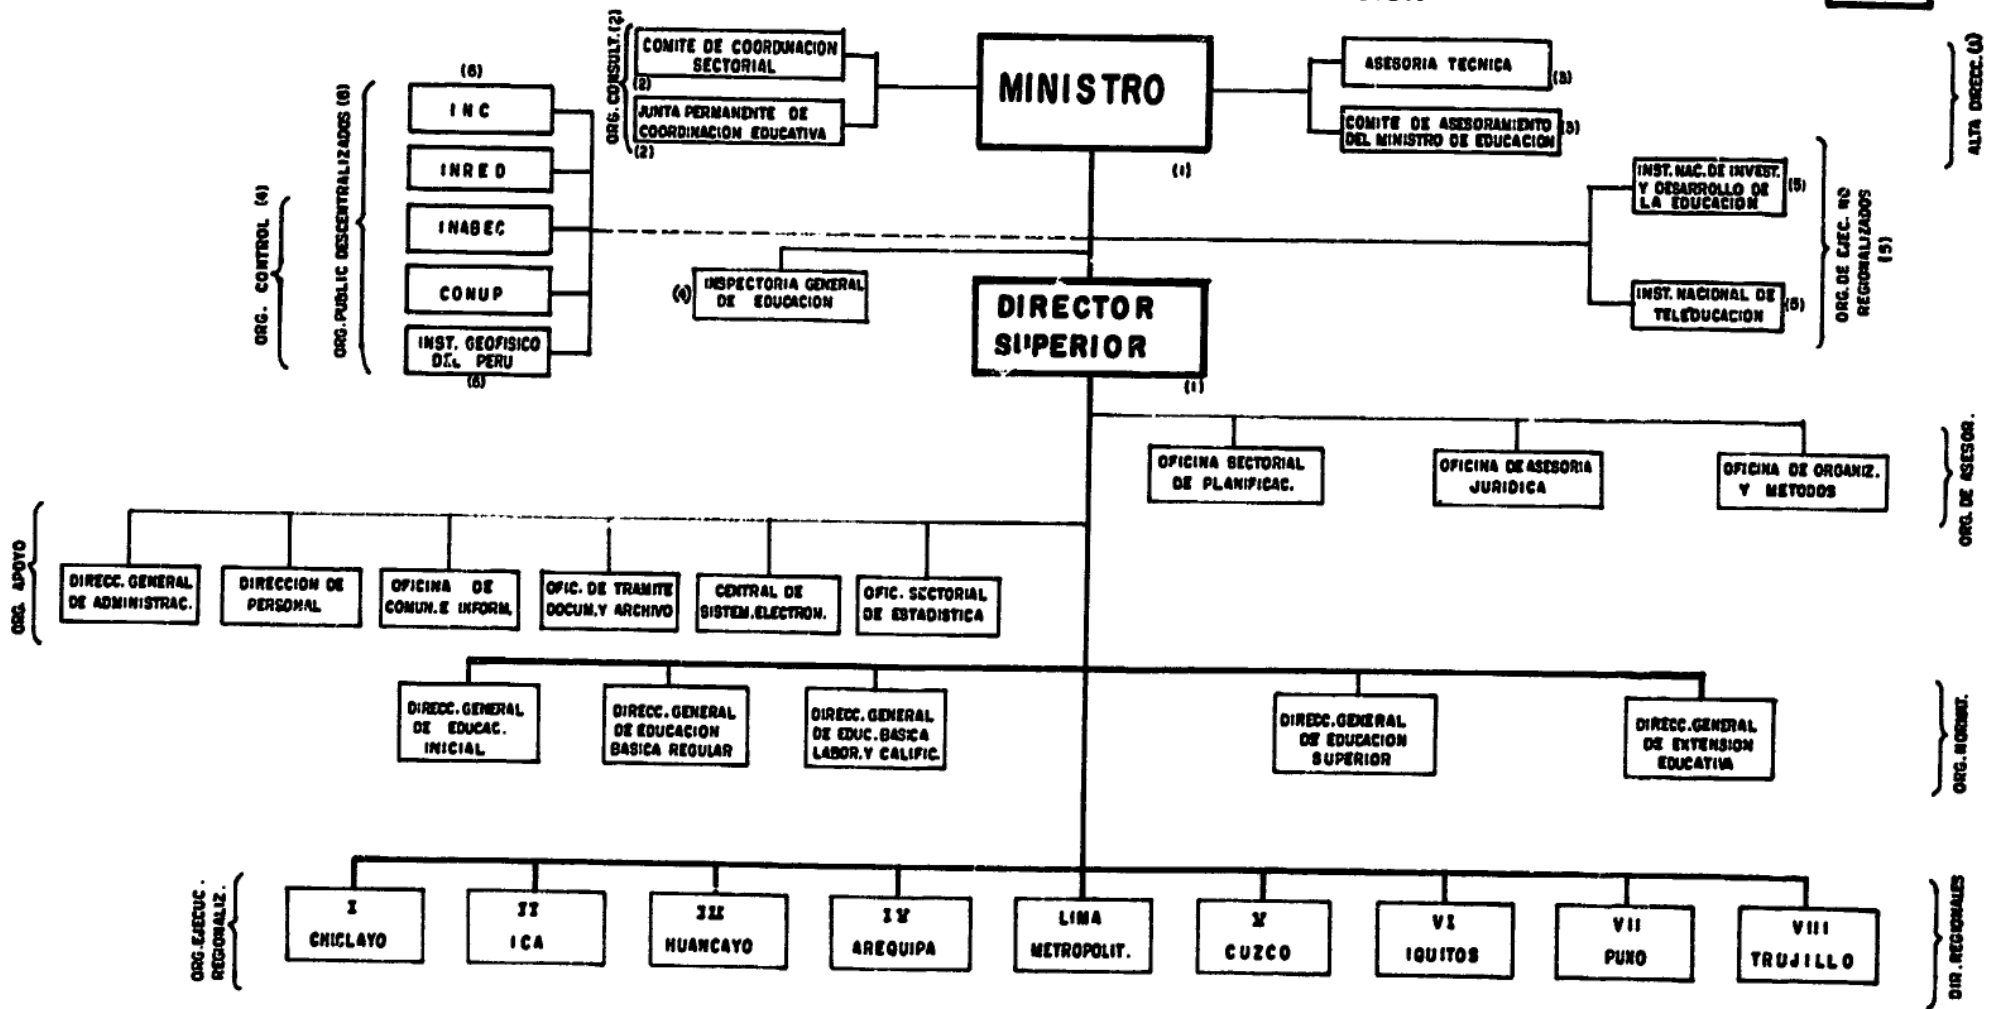 ORG. CONSULT. (2)
COMITE DE COORDINACION
SECTORIAL
(2)
JUNTA PERMANENTE DE
COORDINACION EDUCATIVA
(2)
MINISTRO
(1)
ASESORIA TECNICA
(3)
COMITE DE ASESORAMIENTO
DEL MINISTRO DE EDUCACION
(3)
ALTA DIRECC. (1)
ORG. CONTROL (4)
ORG. PUBLIC DESCENTRALIZADOS (6)
(6)
INC
INRED
INABEC
CONUP
INST. GEOFISICO
DEL PERU
(6)
(4)
INSPECTORIA GENERAL
DE EDUCACION
DIRECTOR
SUPERIOR
(1)
INST. NAC. DE INVEST.
Y DESARROLLO DE
LA EDUCACION
(5)
INST. NACIONAL DE
TELEDUCACION
(5)
ORG. DE EJEC. NO
REGIONALIZADOS
(5)
OFICINA SECTORIAL
DE PLANIFICAC.
OFICINA DE ASESORIA
JURIDICA
OFICINA DE ORGANIZ.
Y METODOS
ORG. DE ASESOR.
ORG. APOYO
DIRECC. GENERAL
DE ADMINISTRAC.
DIRECCION DE
PERSONAL
OFICINA DE
COMUN. E INFORM.
OFIC. DE TRAMITE
DOCUM. Y ARCHIVO
CENTRAL DE
SISTEM. ELECTRON.
OFIC. SECTORIAL
DE ESTADISTICA
DIRECC. GENERAL
DE EDUCAC.
INICIAL
DIRECC. GENERAL
DE EDUCACION
BASICA REGULAR
DIRECC. GENERAL
DE EDUC. BASICA
LABOR. Y CALIFIC.
DIRECC. GENERAL
DE EDUCACION
SUPERIOR
DIRECC. GENERAL
DE EXTENSION
EDUCATIVA
ORG. NORMAT.
ORG. EJECUC.
REGIONALIZ.
I
CHICLAYO
II
ICA
III
HUANCAYO
IV
AREQUIPA
LIMA
METROPOLIT.
V
CUZCO
VI
IQUITOS
VII
PUNO
VIII
TRUJILLO
DIR. REGIONALES